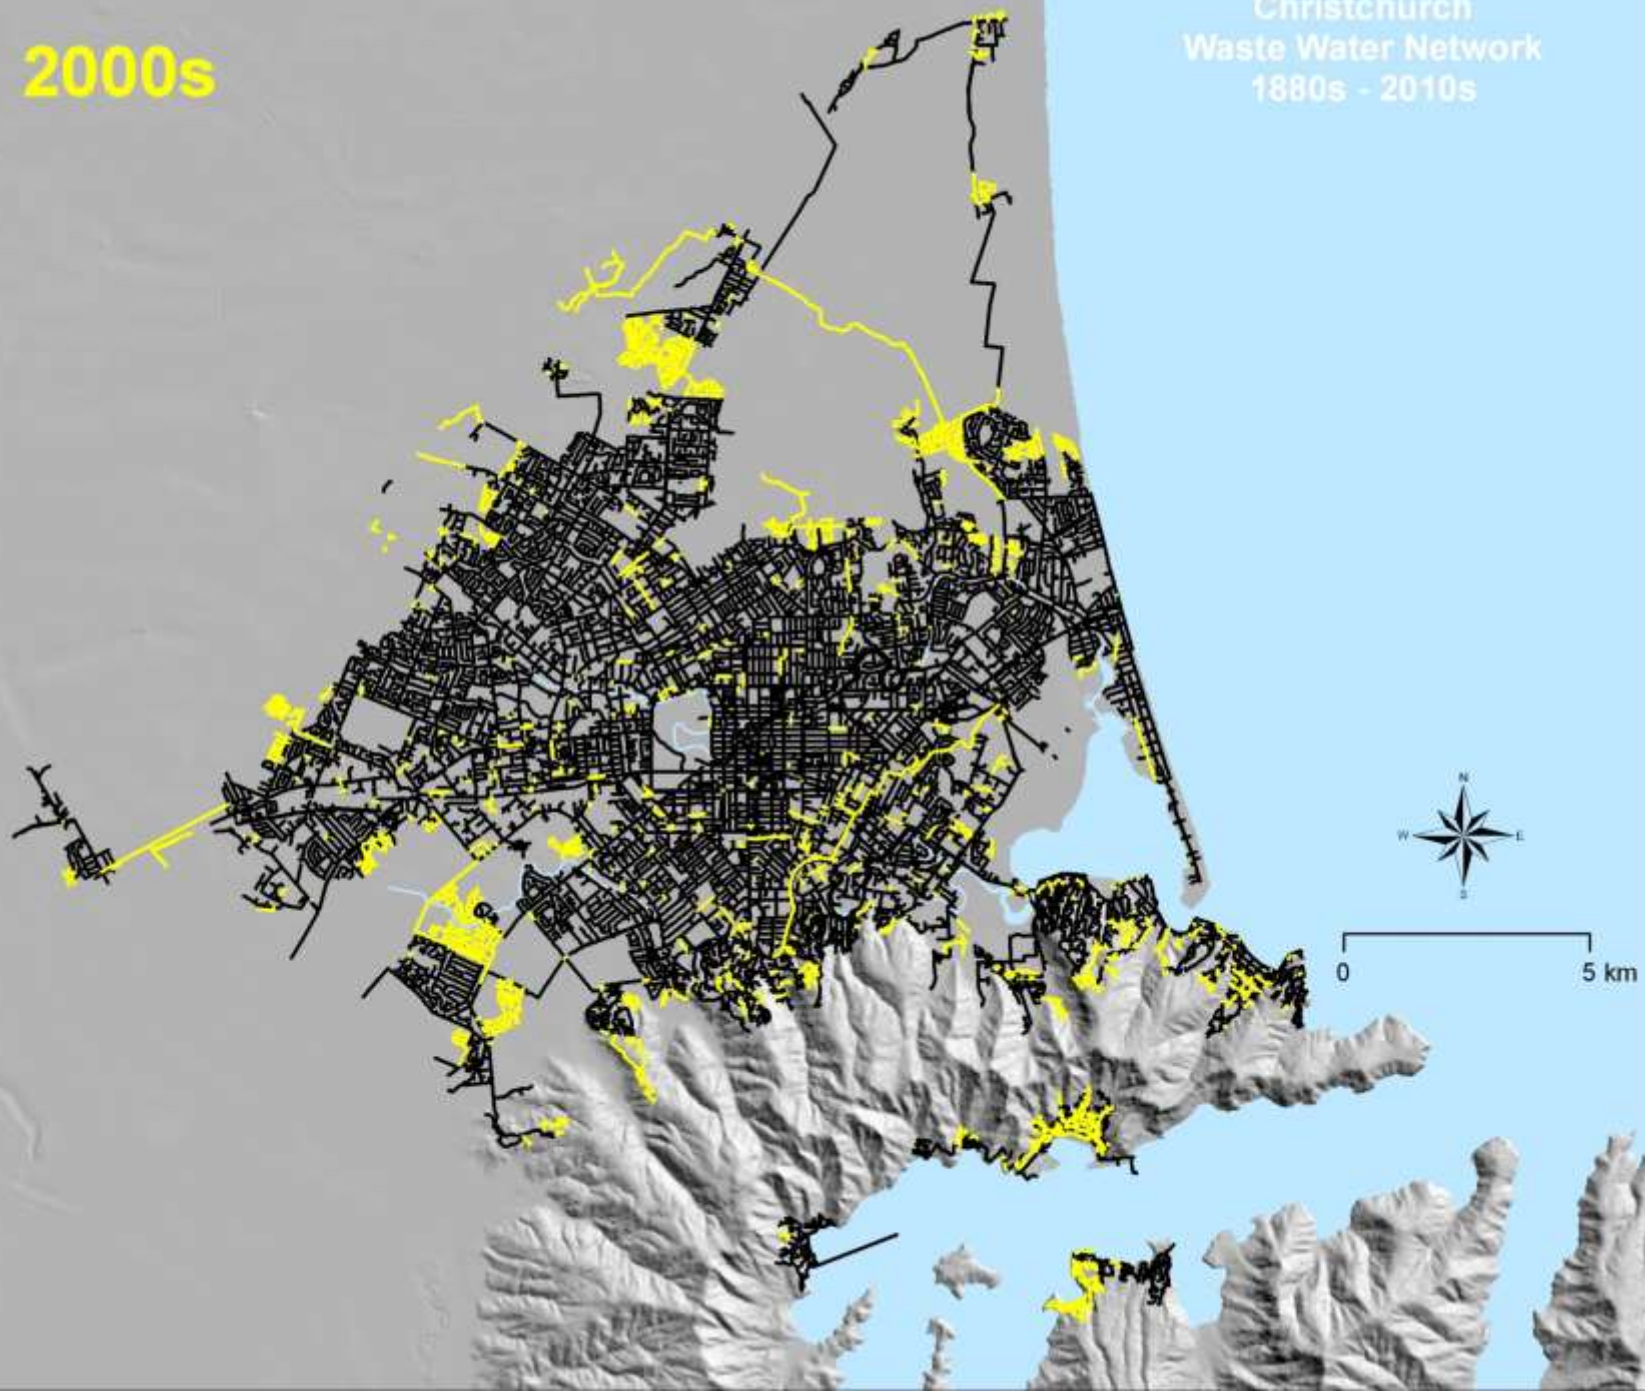 2000s
Christchurch
Waste Water Network
1880s - 2010s
N
W
E
S
0
5 km